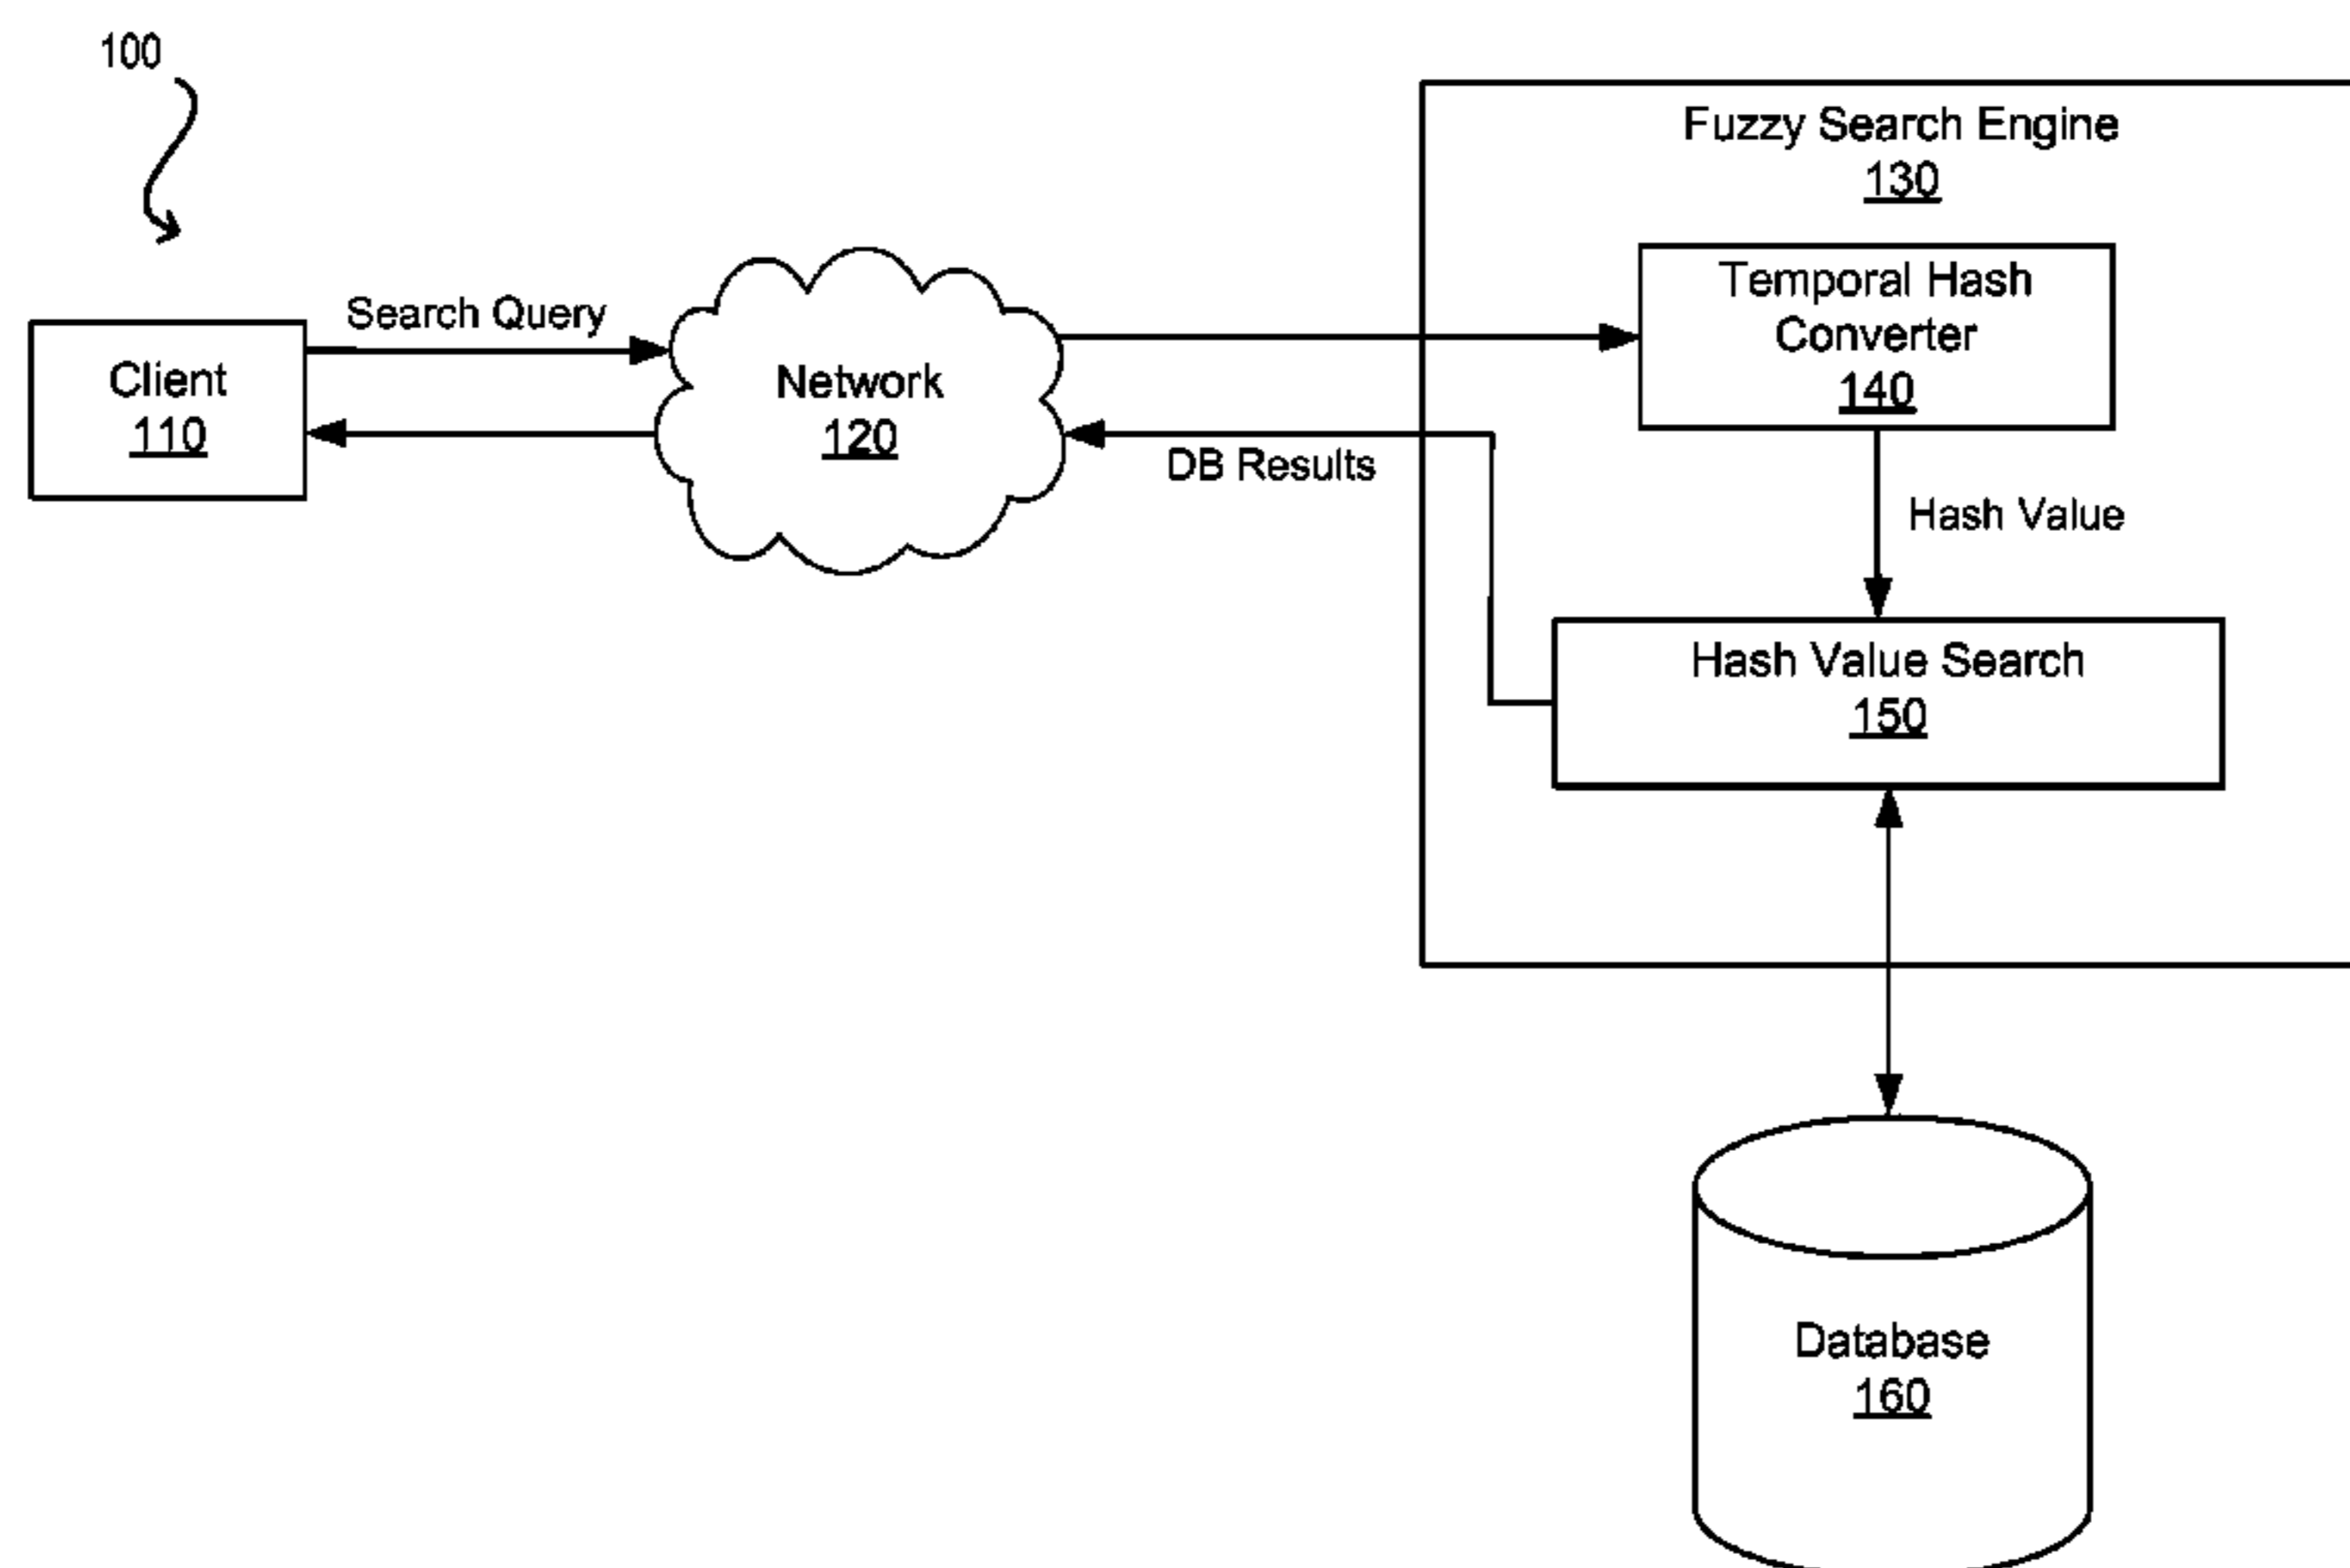 100
Fuzzy Search Engine
130
Temporal Hash
Converter
140
Search Query
Client
110
Network
120
DB Results
Hash Value
Hash Value Search
150
Database
160